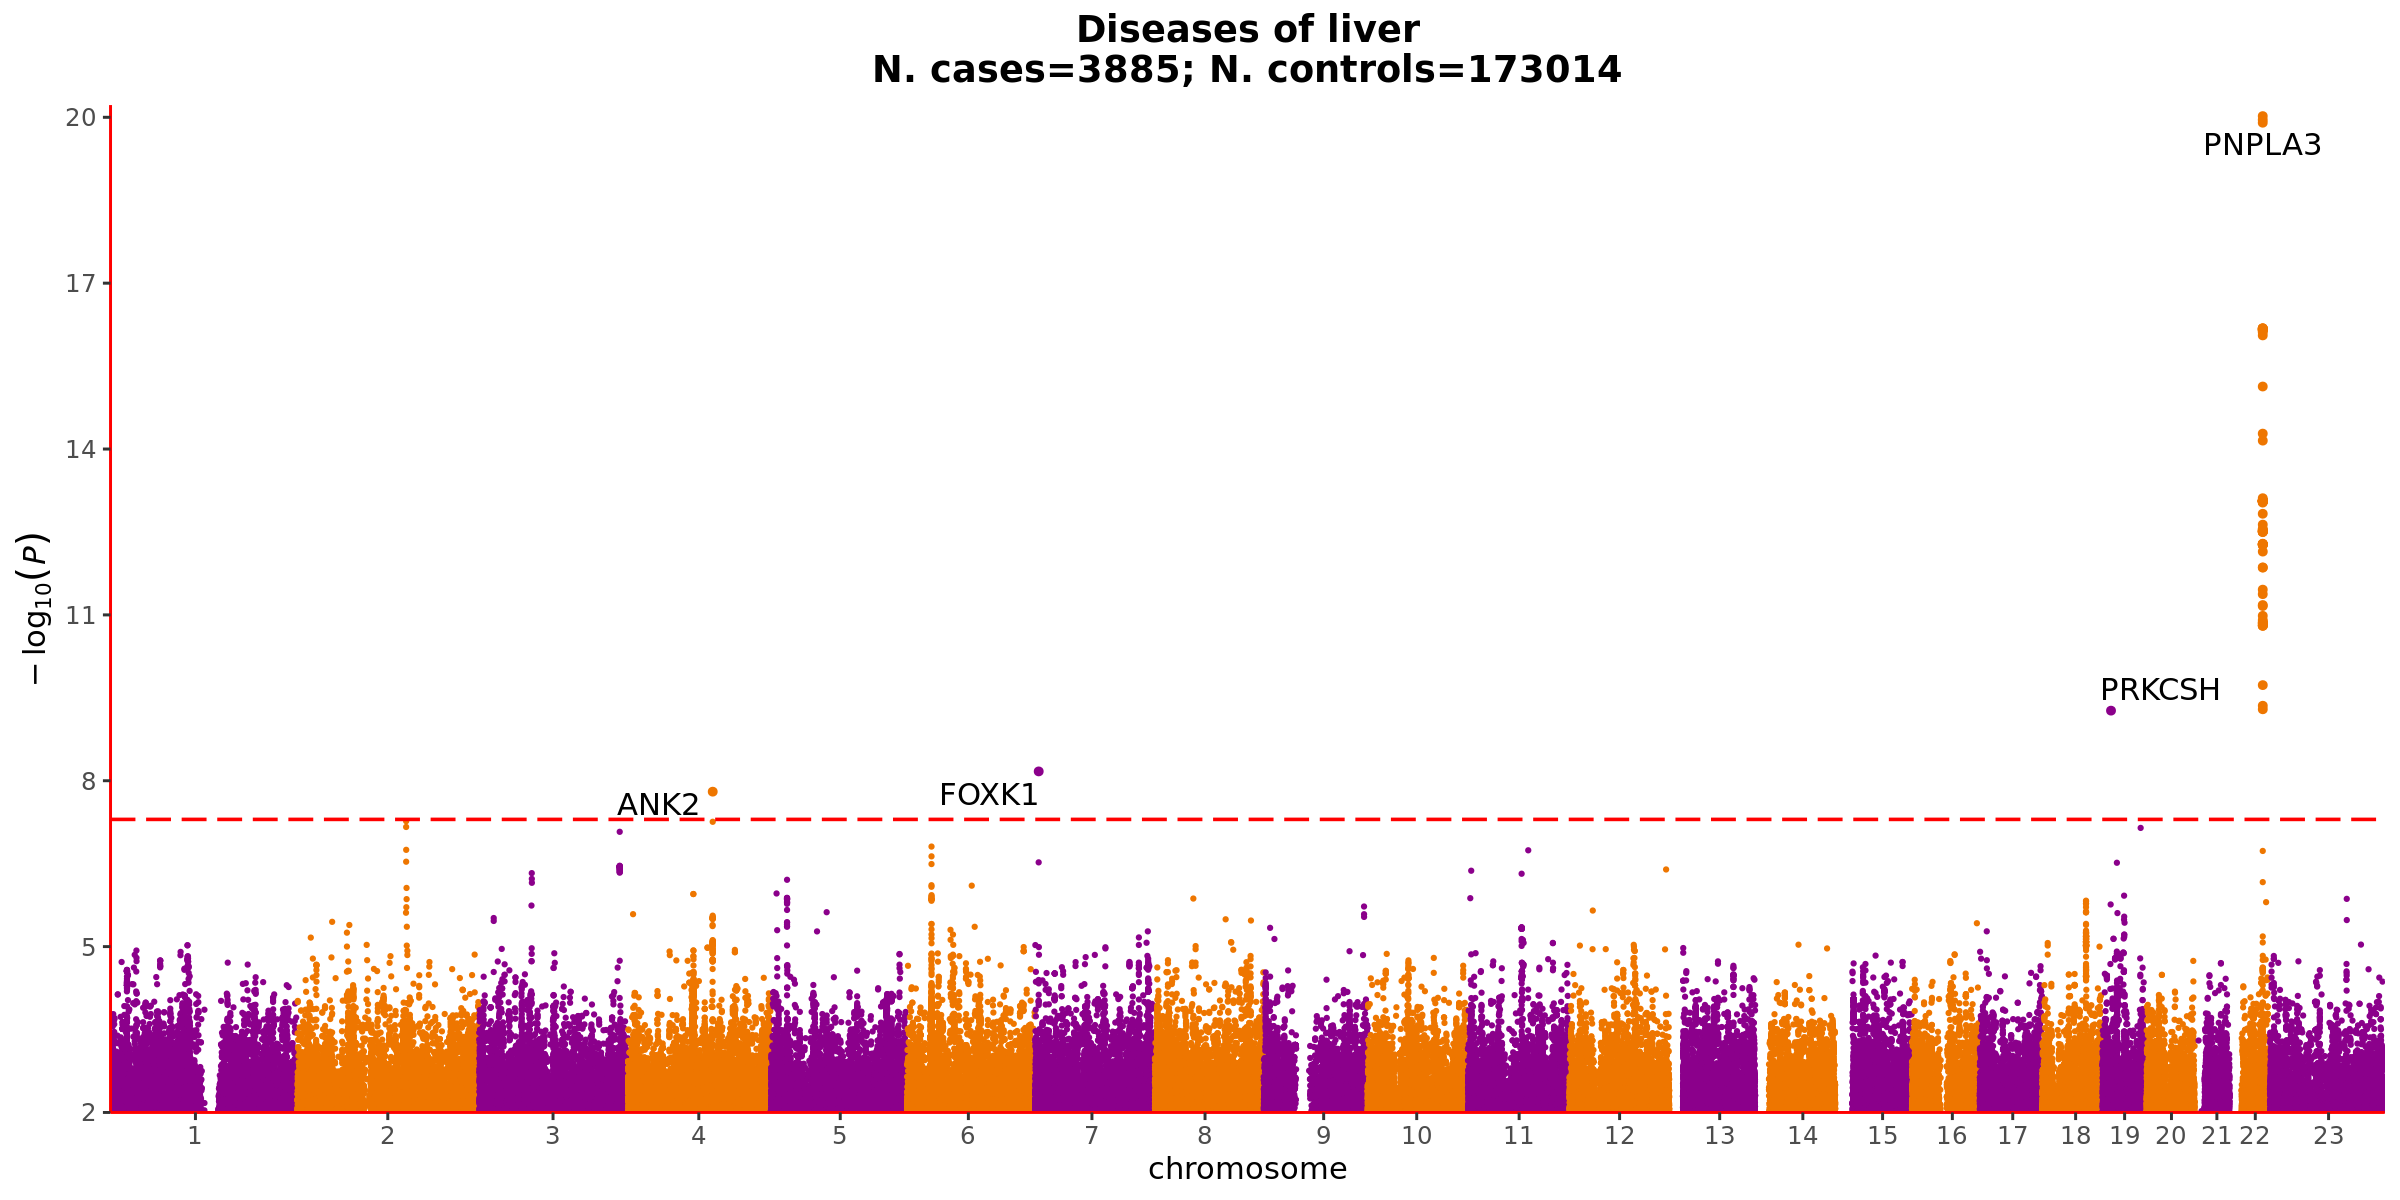 Diseases of liver
N. cases=3885; N. controls=173014
20
17
14
11
8
5
2
−log10(P)
PNPLA3
PRKCSH
FOXK1
ANK2
1 2 3 4 5 6 7 8 9 10 11 12 13 14 15 16 17 18 19 20 21 22 23
chromosome